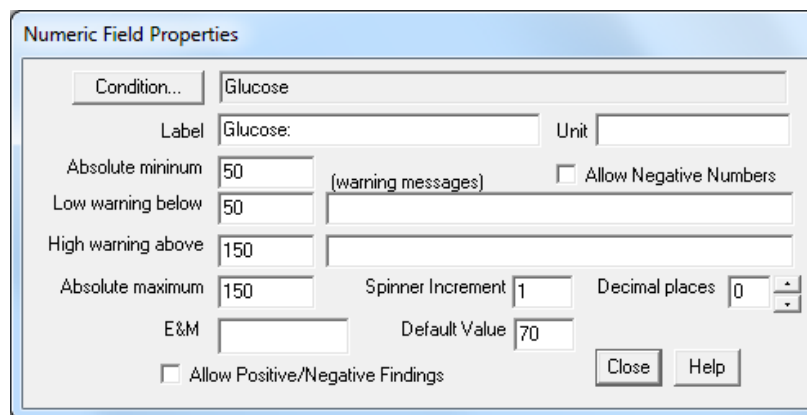 Numeric Field Properties
Condition... Glucose
Label Glucose: Unit
Absolute mininum 50 (warning messages) Allow Negative Numbers
Low warning below 50
High warning above 150
Absolute maximum 150 Spinner Increment 1 Decimal places 0
E&M Default Value 70
Allow Positive/Negative Findings Close Help